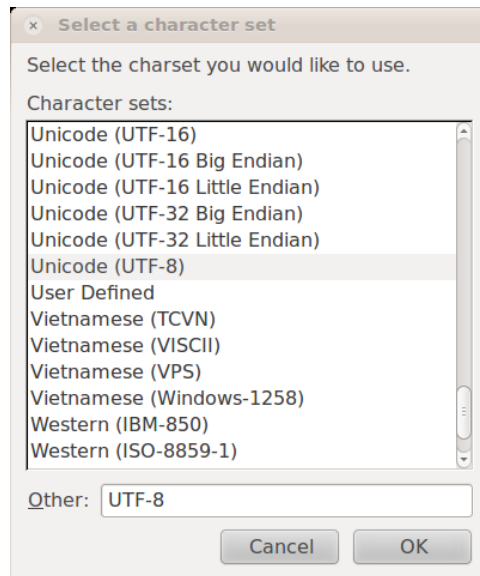 Select a character set
Select the charset you would like to use.
Character sets:
Unicode (UTF-16)
Unicode (UTF-16 Big Endian)
Unicode (UTF-16 Little Endian)
Unicode (UTF-32 Big Endian)
Unicode (UTF-32 Little Endian)
Unicode (UTF-8)
User Defined
Vietnamese (TCVN)
Vietnamese (VISCII)
Vietnamese (VPS)
Vietnamese (Windows-1258)
Western (IBM-850)
Western (ISO-8859-1)
Other: UTF-8
Cancel OK